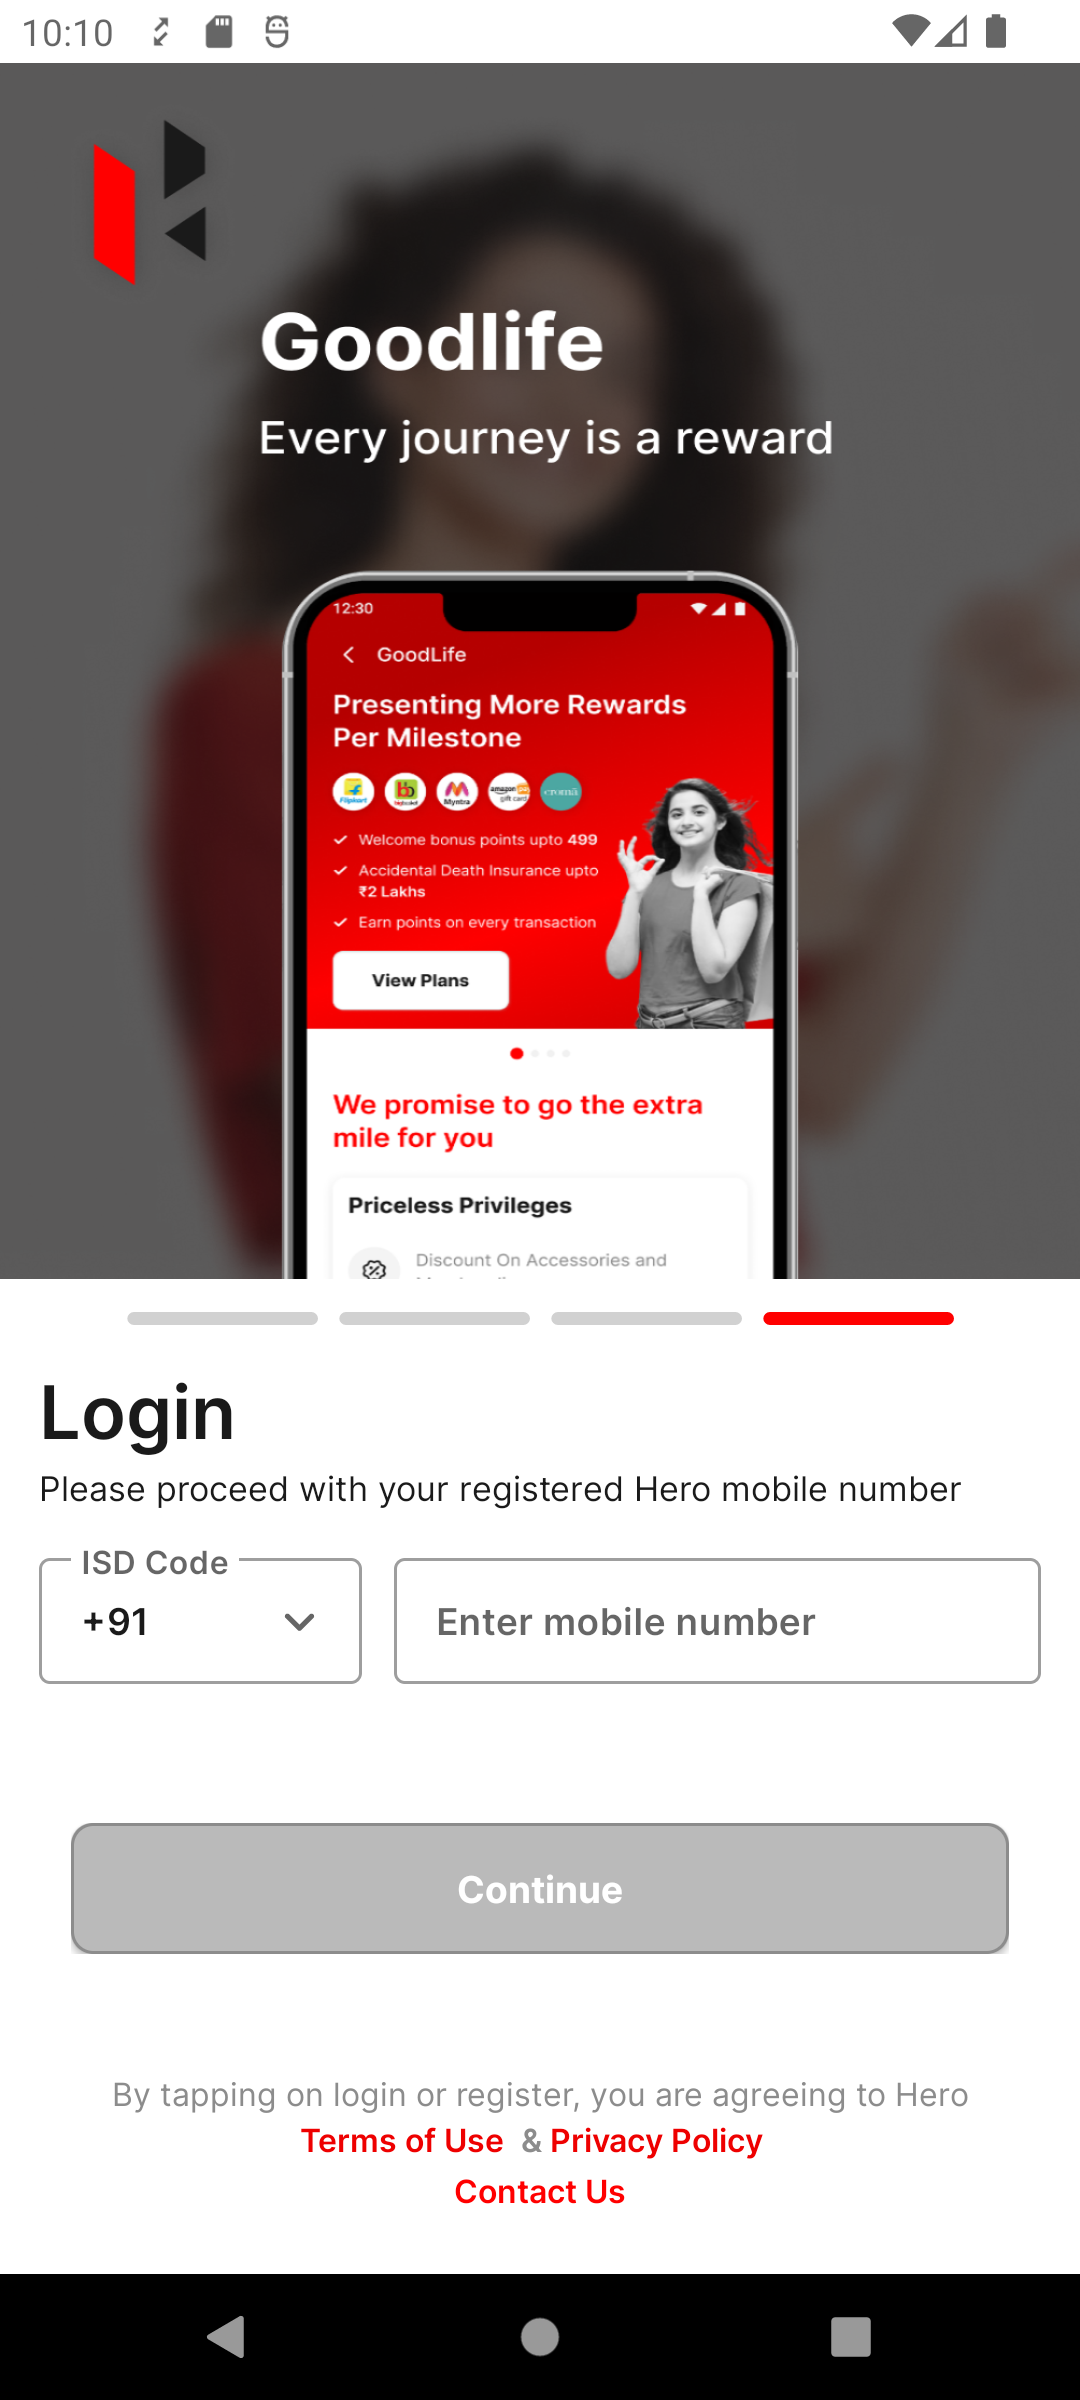 10:10
Goodlife
Every journey is a reward
12:30
GoodLife
Presenting More Rewards
Per Milestone
Flipkart
bb
bigbasket
Myntra
amazon pay
gift card
croma
Welcome bonus points upto 499
Accidental Death Insurance upto
₹2 Lakhs
Earn points on every transaction
View Plans
We promise to go the extra
mile for you
Priceless Privileges
Discount On Accessories and
Login
Please proceed with your registered Hero mobile number
ISD Code
+91
Enter mobile number
Continue
By tapping on login or register, you are agreeing to Hero
Terms of Use & Privacy Policy
Contact Us